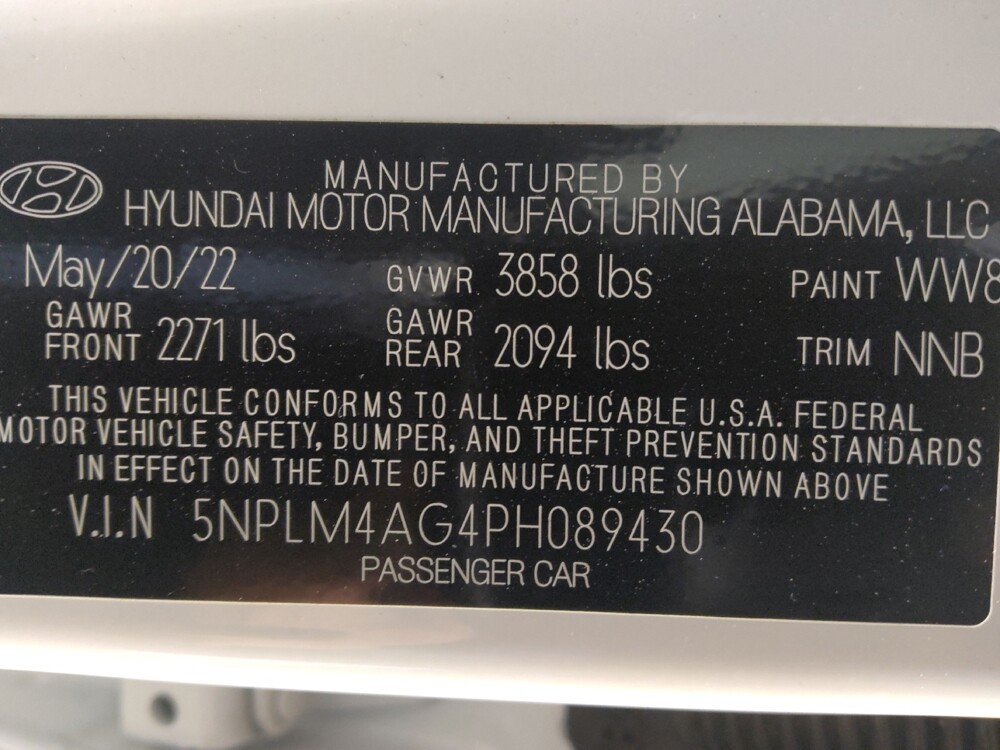 MANUFACTURED BY
HYUNDAI MOTOR MANUFACTURING ALABAMA, LLC
May/20/22 GVWR 3858 lbs PAINT WW8
GAWR FRONT 2271 lbs GAWR REAR 2094 lbs TRIM NNB
THIS VEHICLE CONFORMS TO ALL APPLICABLE U.S.A. FEDERAL
MOTOR VEHICLE SAFETY, BUMPER, AND THEFT PREVENTION STANDARDS
IN EFFECT ON THE DATE OF MANUFACTURE SHOWN ABOVE
V.I.N 5NPLM4AG4PH089430
PASSENGER CAR